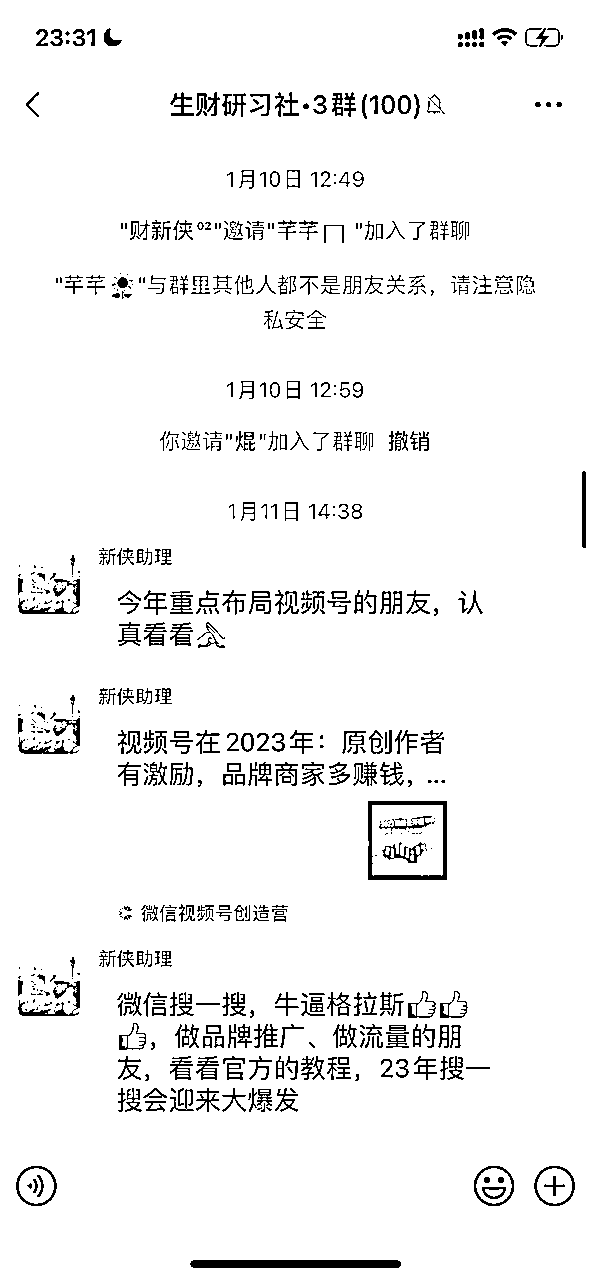 23:31
生财研习社·3群(100)
1月10日 12:49
"财新侠⁰²"邀请"芊芊 "加入了群聊
"芊芊 "与群里其他人都不是朋友关系，请注意隐
私安全
1月10日 12:59
你邀请"焜"加入了群聊 撤销
1月11日 14:38
新侠助理
今年重点布局视频号的朋友，认
真看看
新侠助理
视频号在2023年：原创作者
有激励，品牌商家多赚钱，...
微信视频号创造营
新侠助理
微信搜一搜，牛逼格拉斯👍👍
👍，做品牌推广、做流量的朋
友，看看官方的教程，23年搜一
搜会迎来大爆发